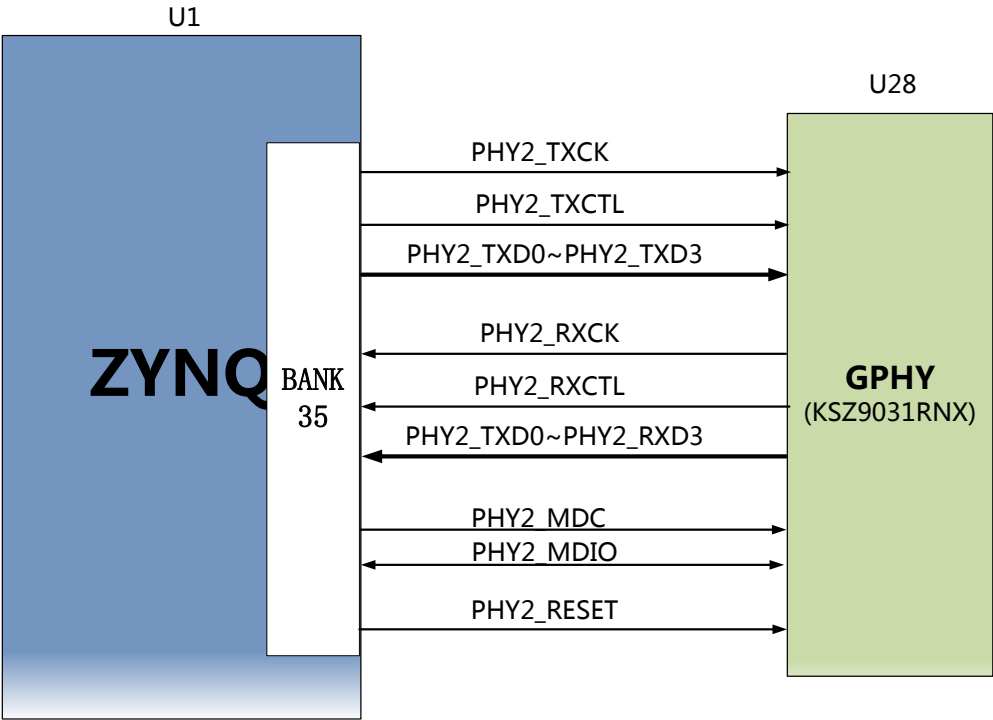 U1
U28
PHY2_TXCK
PHY2_TXCTL
PHY2_TXD0~PHY2_TXD3
PHY2_RXCK
PHY2_RXCTL
PHY2_TXD0~PHY2_RXD3
PHY2_MDC
PHY2_MDIO
PHY2_RESET
ZYNQ
BANK
35
GPHY
(KSZ9031RNX)